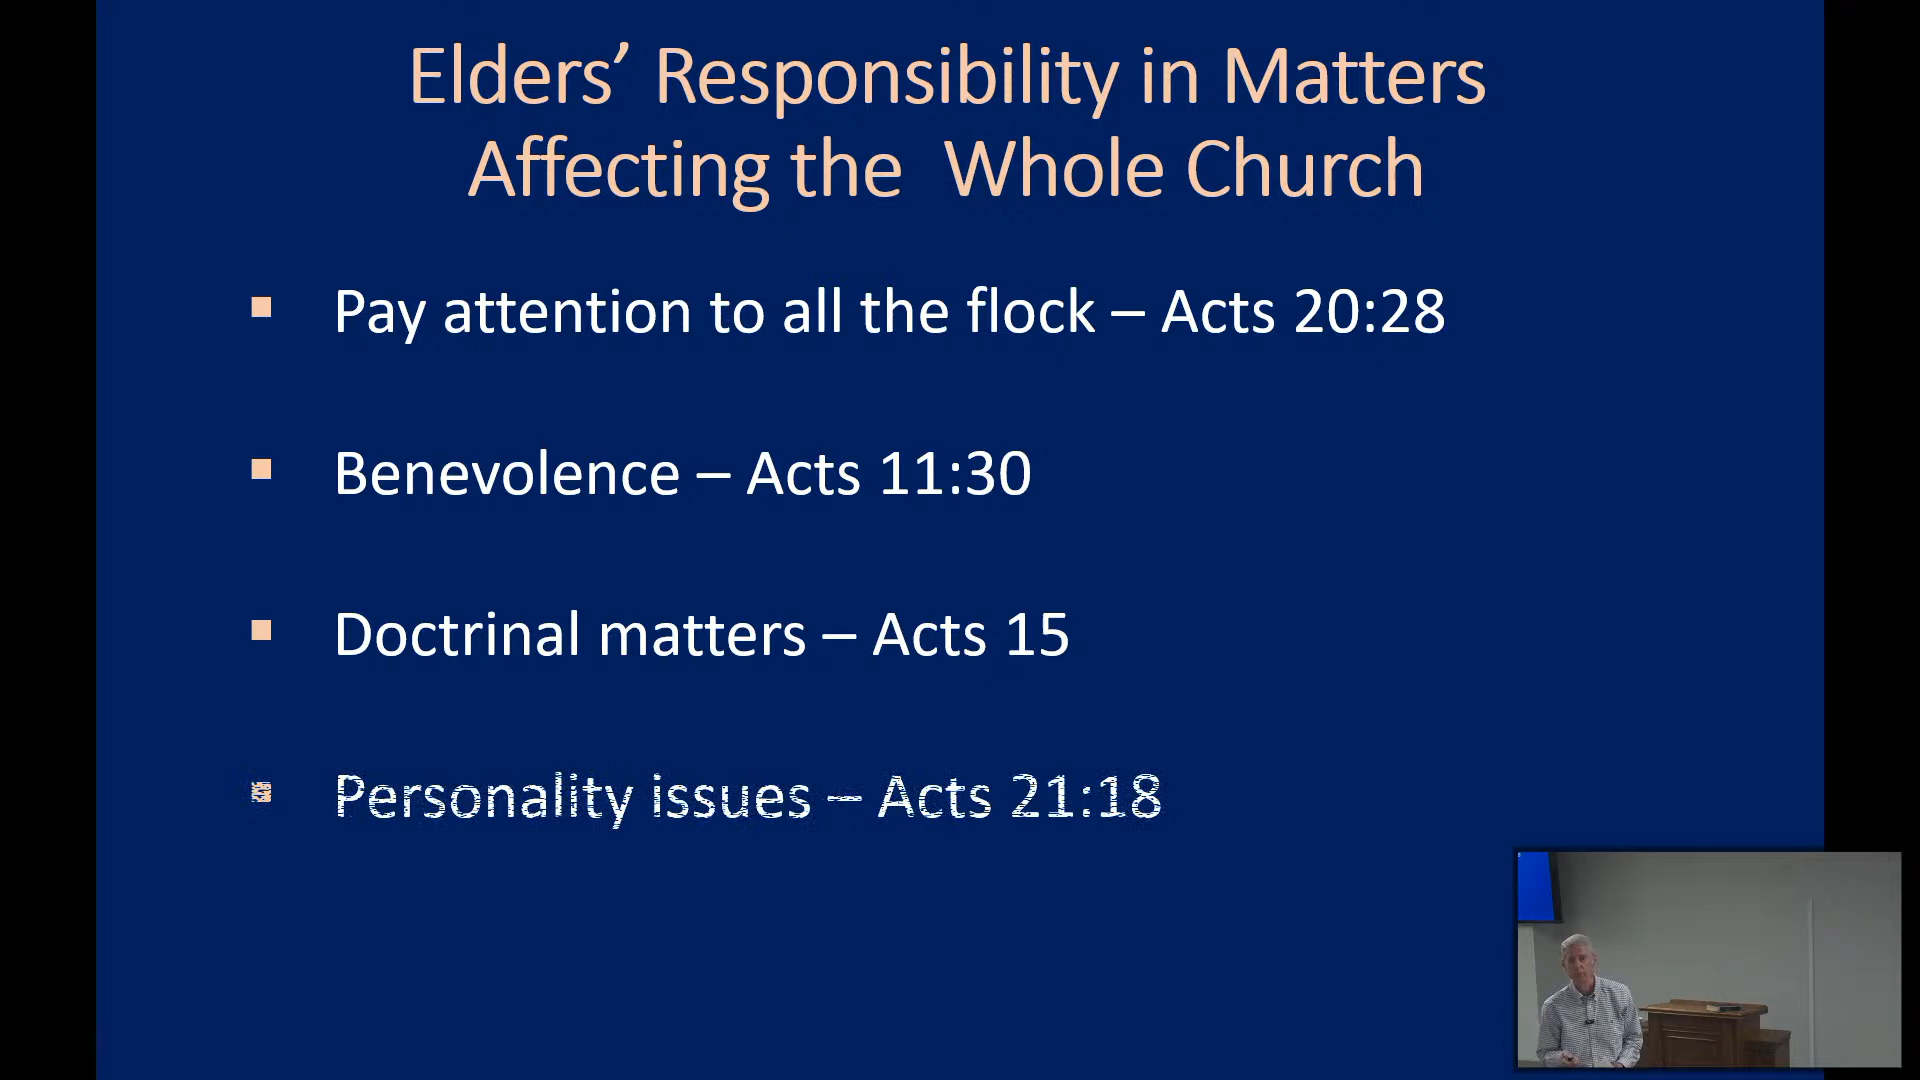 Elders’ Responsibility in Matters
Affecting the  Whole Church
▪ Pay attention to all the flock – Acts 20:28
▪ Benevolence – Acts 11:30
▪ Doctrinal matters – Acts 15
▪ Personality issues – Acts 21:18